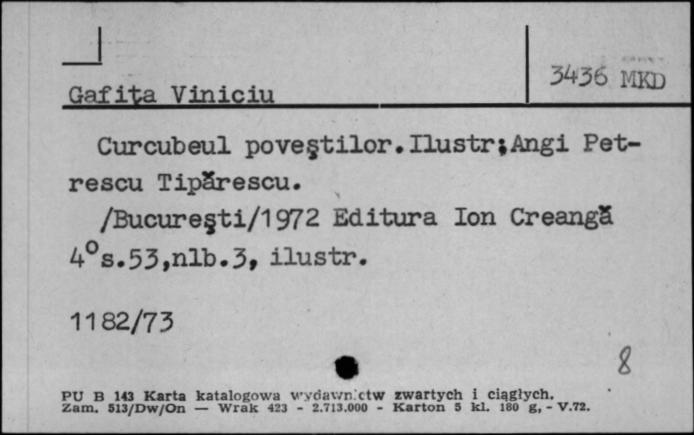 3436 MKD
Gafiţa Viniciu
Curcubeul poveştilor.Ilustr;Angi Pet-
rescu Tipărescu.
/Bucureşti/1972 Editura Ion Creangă
4° s.53,nlb.3, ilustr.
1182/73
8
PU B 143 Karta katalogowa wydawnictw zwartych i ciągłych.
Zam. 513/Dw/On — Wrak 423 - 2.713.000 - Karton 5 kl. 180 g, - V.72.